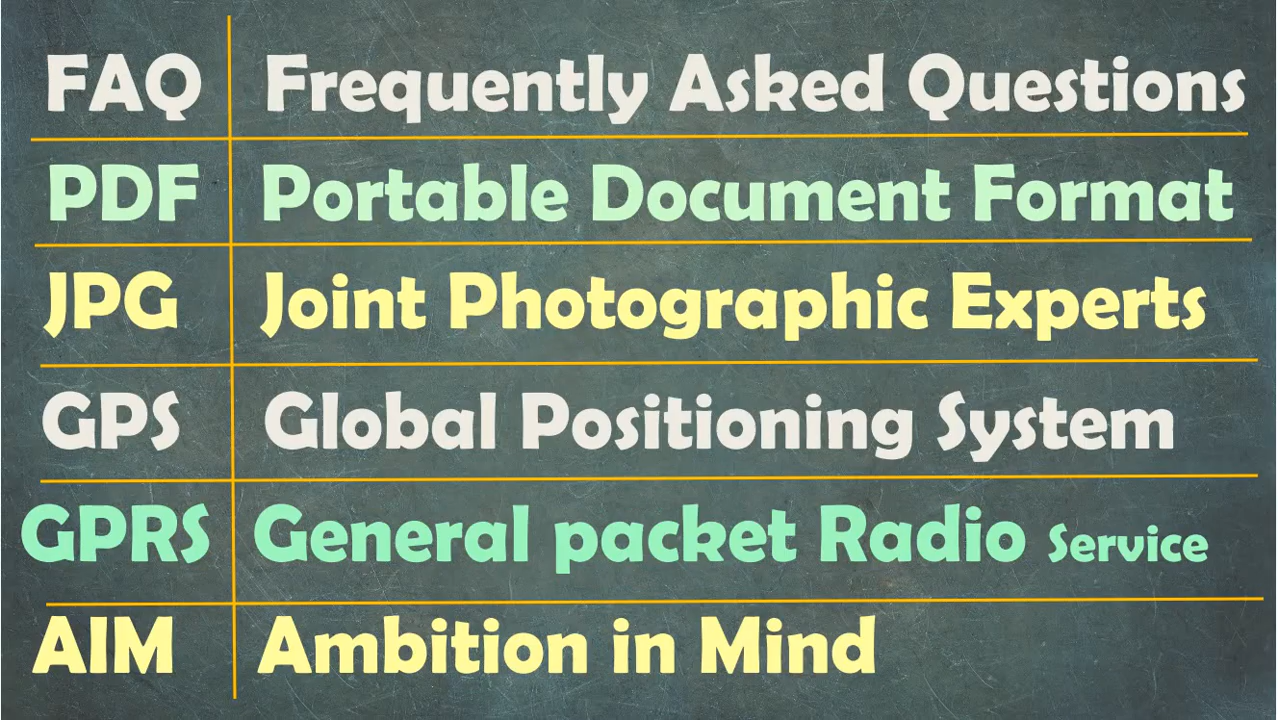 FAQ Frequently Asked Questions
PDF Portable Document Format
JPG Joint Photographic Experts
GPS Global Positioning System
GPRS General packet Radio Service
AIM Ambition in Mind